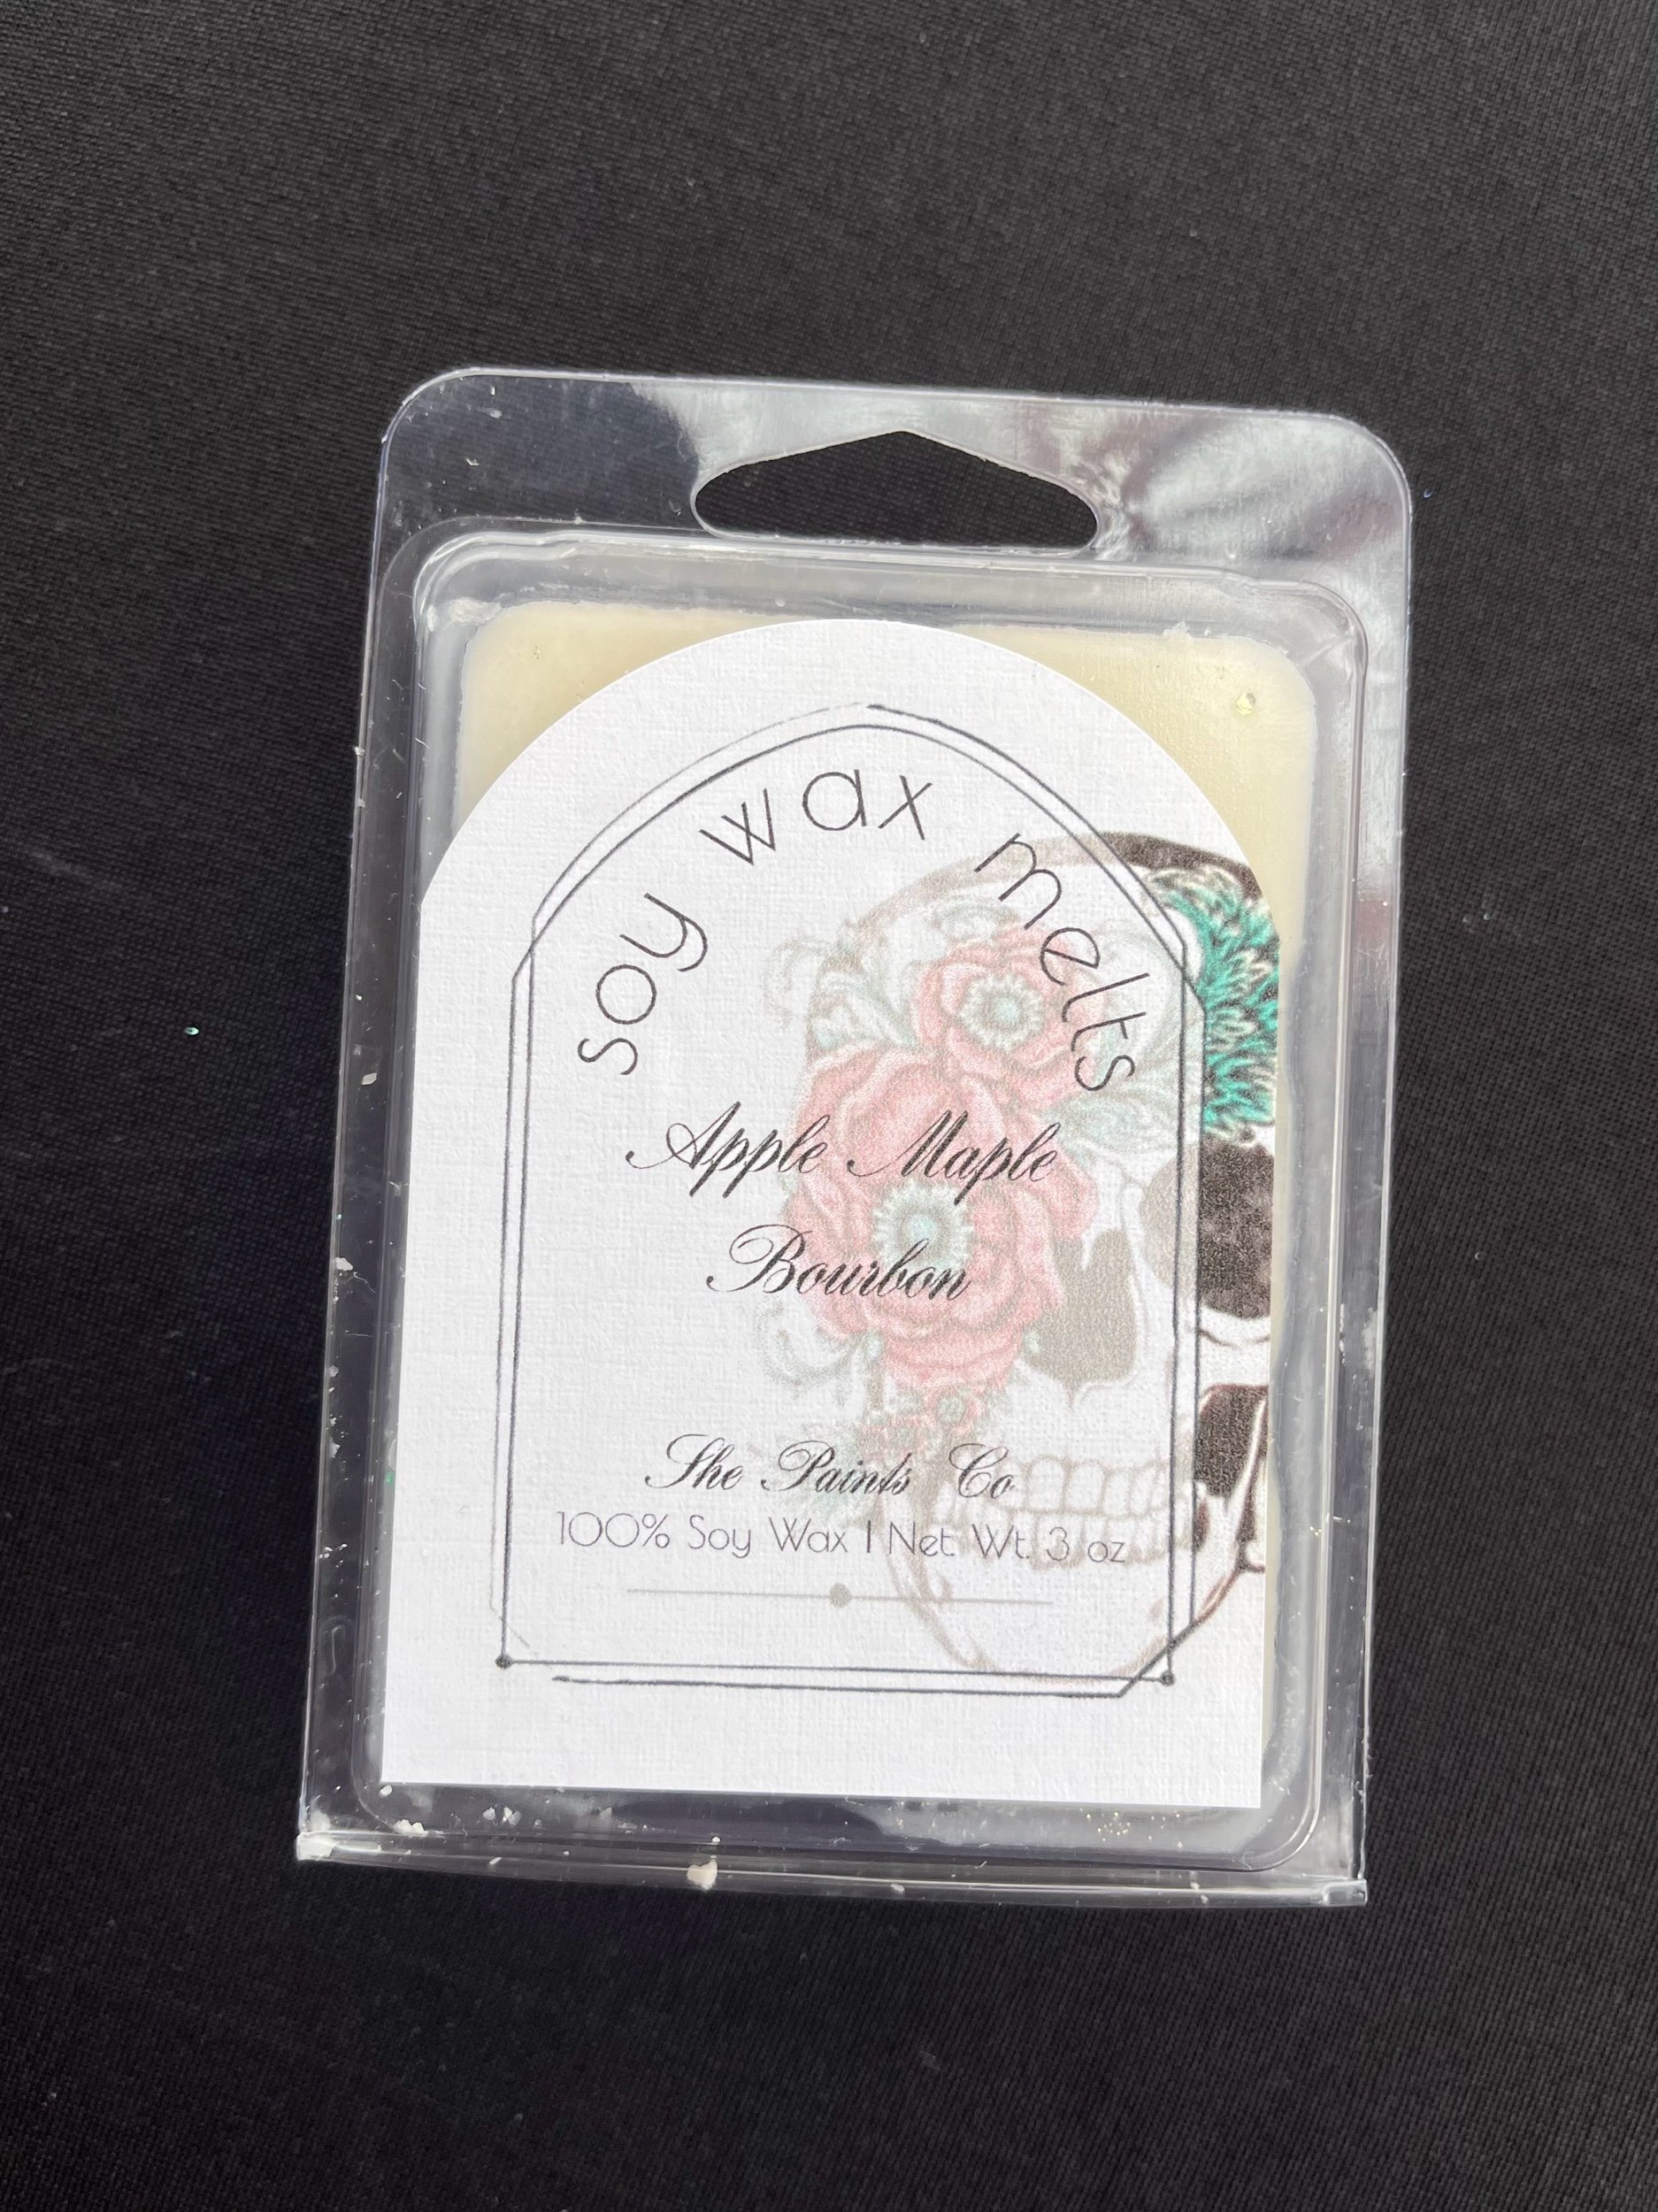 soy wax melts
Apple Maple
Bourbon
She Paints Co
100% Soy Wax | Net. Wt. 3 oz